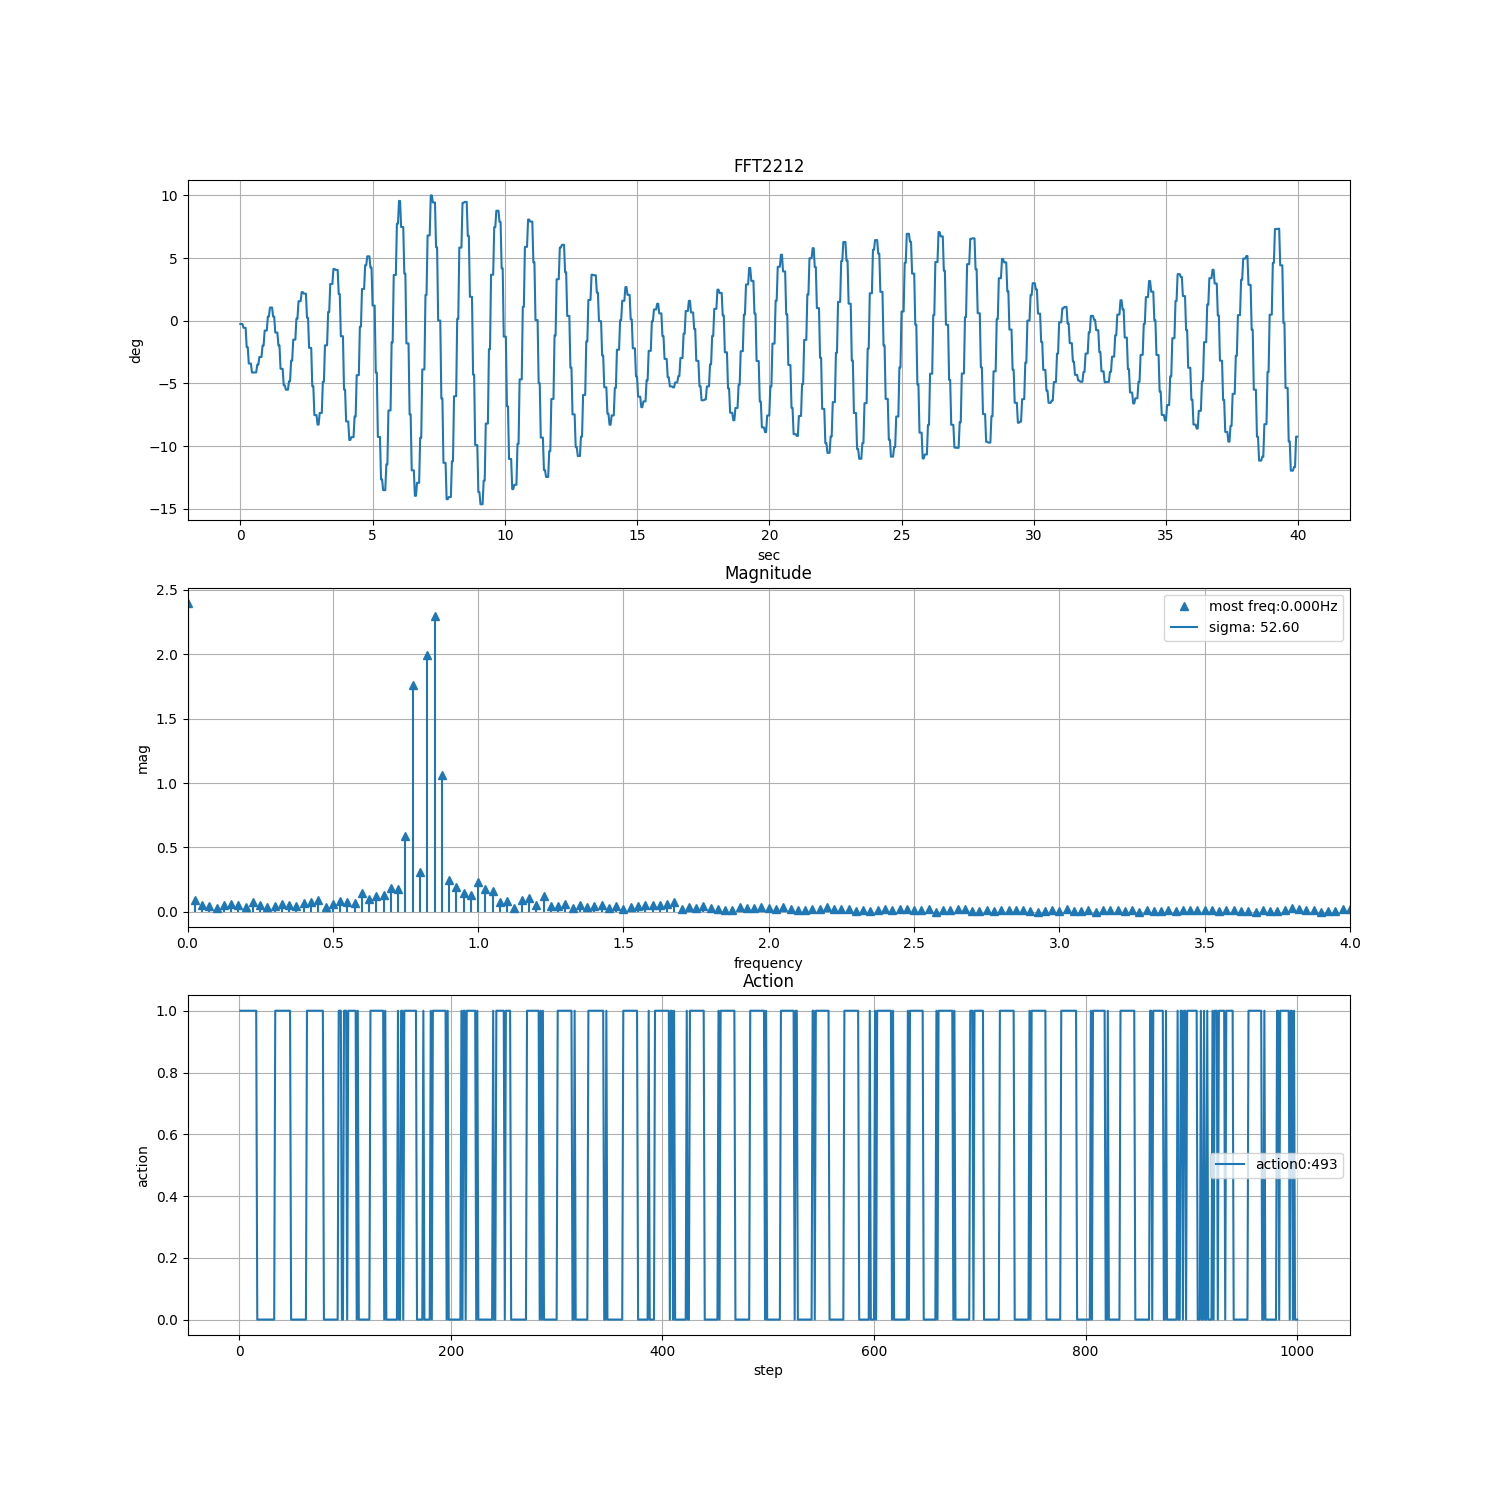 FFT2212
10
5
0
−5
−10
−15
deg
0 5 10 15 20 25 30 35 40
sec
Magnitude
2.5
2.0
1.5
1.0
0.5
0.0
mag
most freq:0.000Hz
sigma: 52.60
0.0 0.5 1.0 1.5 2.0 2.5 3.0 3.5 4.0
frequency
Action
1.0
0.8
0.6
0.4
0.2
0.0
action
action0:493
0 200 400 600 800 1000
step